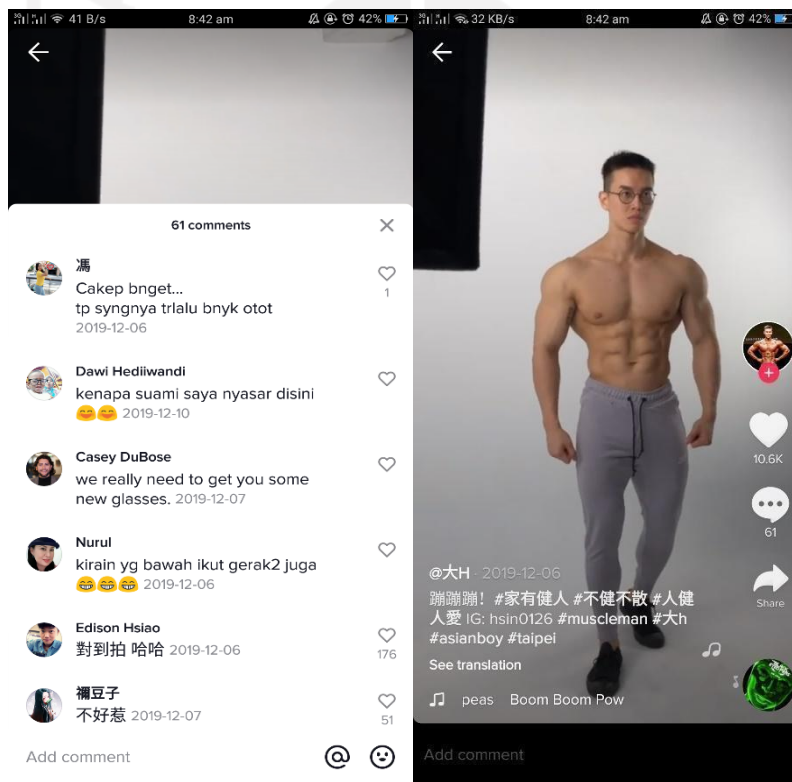 41 B/s
8:42 am
42%
61 comments
馮
Cakep bnget...
tp syngnya trlalu bnyk otot
2019-12-06
1
Dawi Hediiwandi
kenapa suami saya nyasar disini
2019-12-10
Casey DuBose
we really need to get you some
new glasses. 2019-12-07
Nurul
kirain yg bawah ikut gerak2 juga
2019-12-06
Edison Hsiao
對到拍 哈哈 2019-12-06
176
禰豆子
不好惹 2019-12-07
51
Add comment
32 KB/s
8:42 am
42%
10.6K
61
Share
@大H · 2019-12-06
蹦蹦蹦！#家有健人 #不健不散 #人健
人愛 IG: hsin0126 #muscleman #大h
#asianboy #taipei
See translation
peas Boom Boom Pow
Add comment